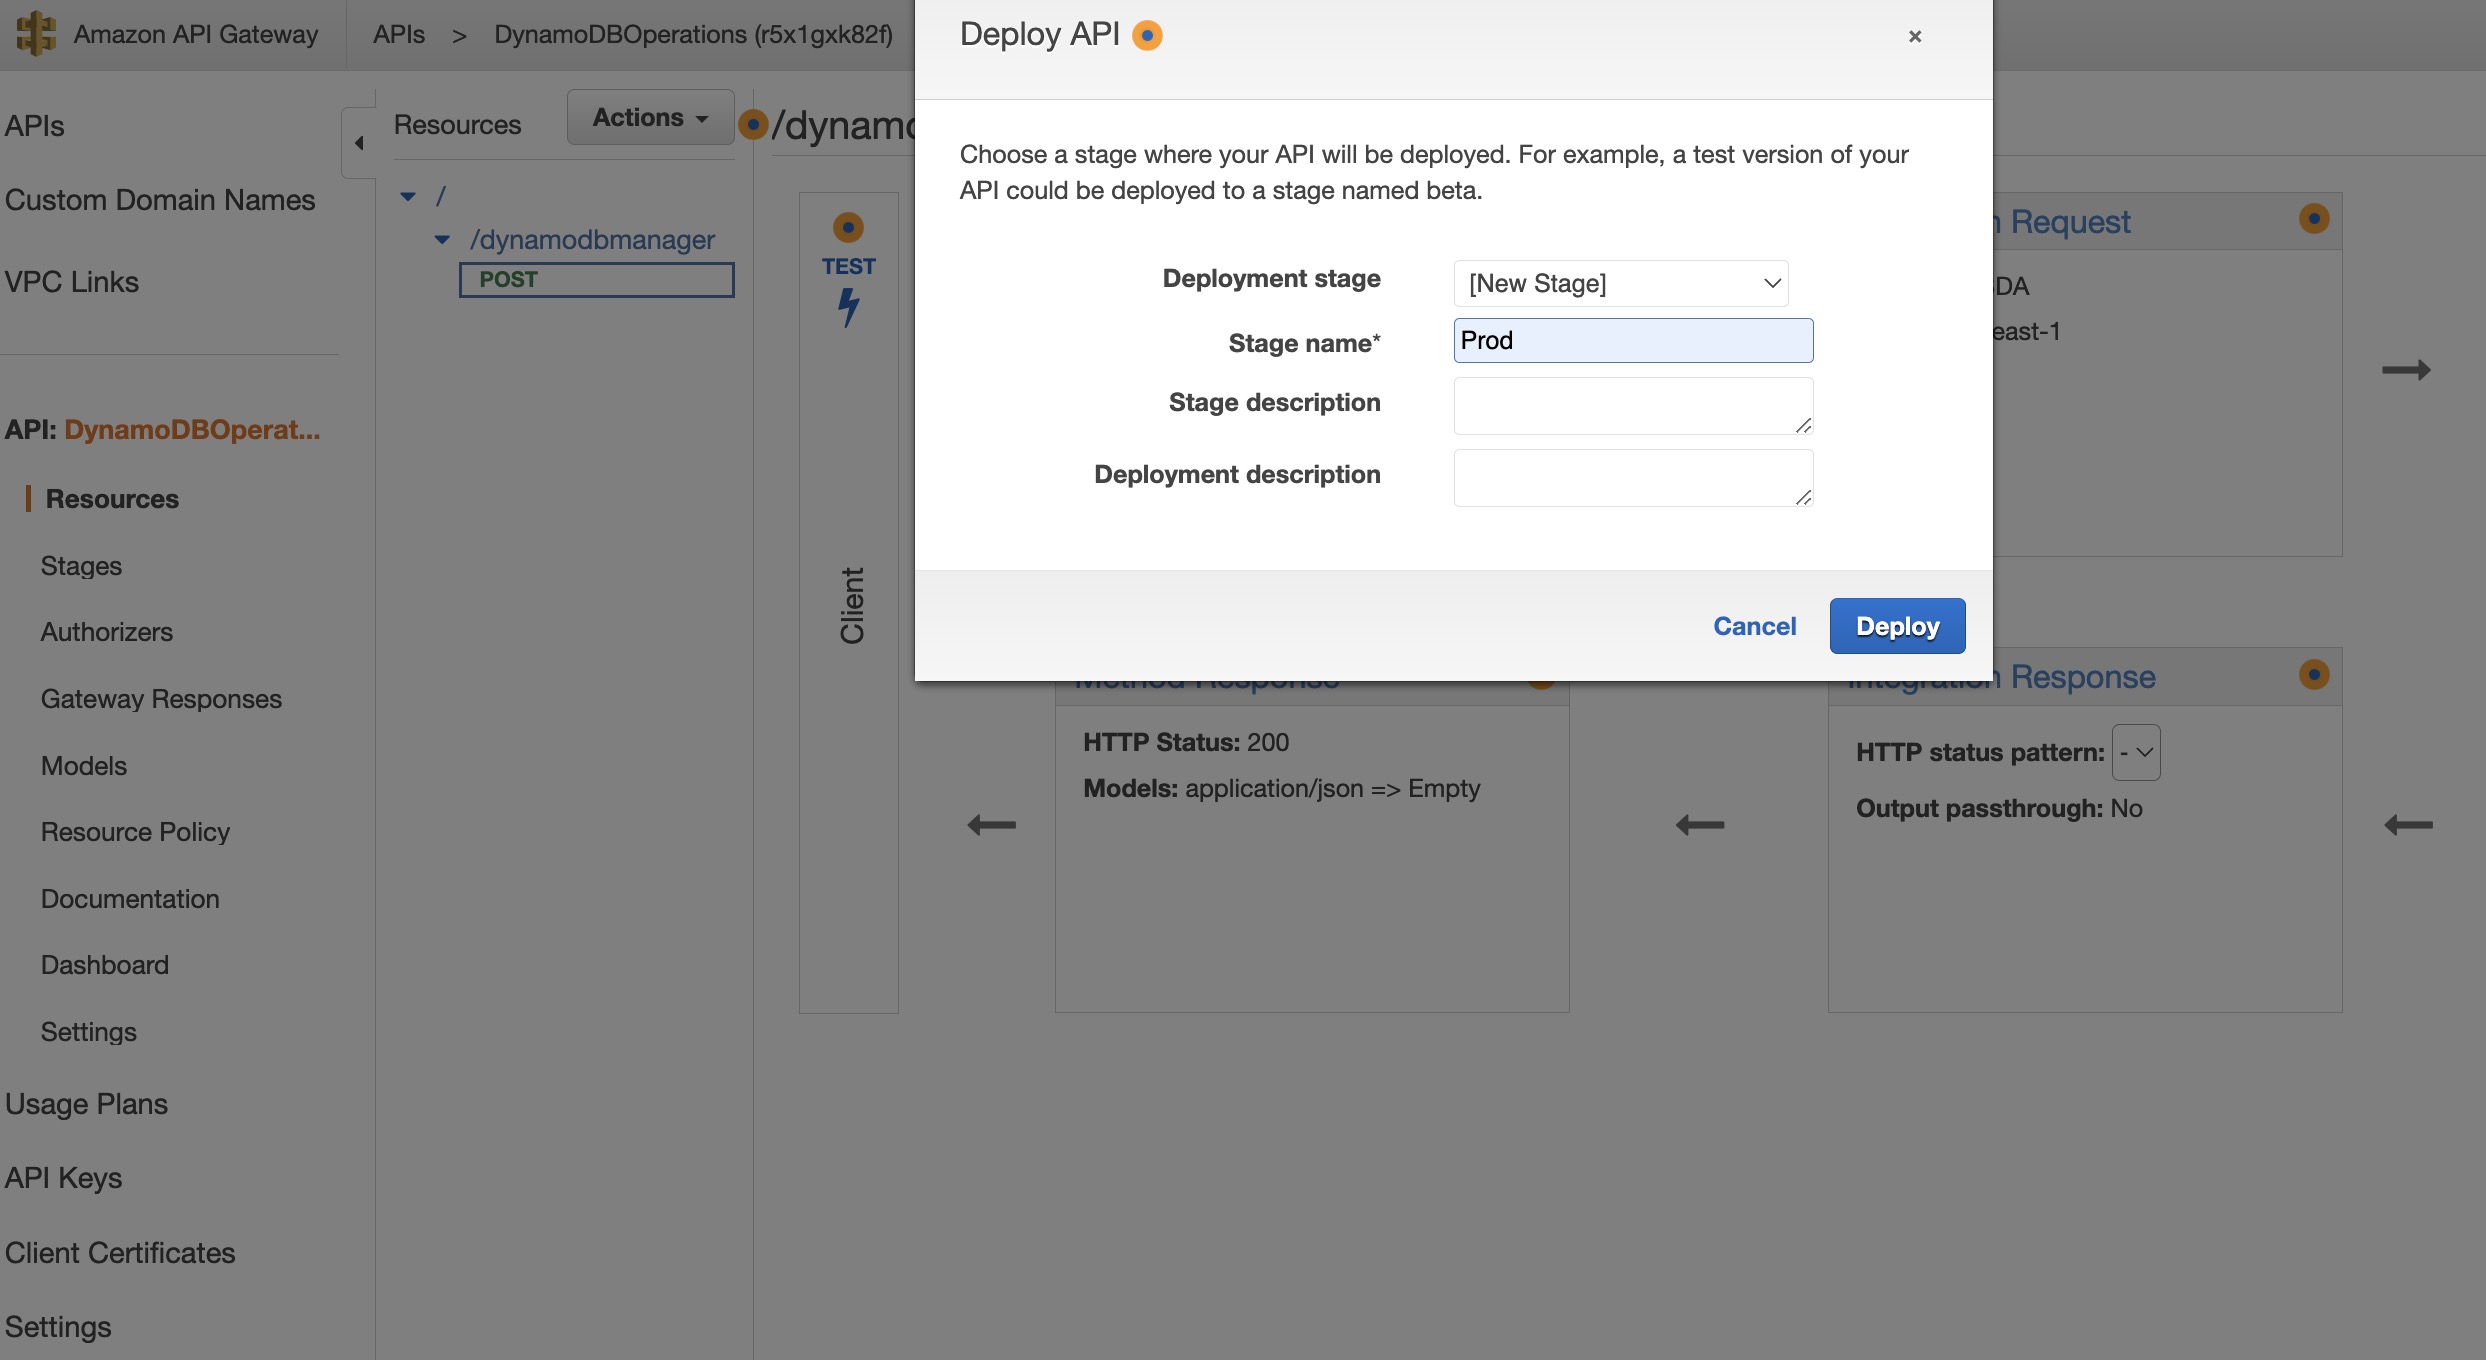 Amazon API Gateway
APIs > DynamoDBOperations (r5x1gxk82f)
APIs
Custom Domain Names
VPC Links
API: DynamoDBOperat...
Resources
Stages
Authorizers
Gateway Responses
Models
Resource Policy
Documentation
Dashboard
Settings
Usage Plans
API Keys
Client Certificates
Settings
Resources
Actions
/
/dynamodbmanager
POST
/dynamo
TEST
Client
Deploy API
×
Choose a stage where your API will be deployed. For example, a test version of your
API could be deployed to a stage named beta.
Deployment stage [New Stage]
Stage name* Prod
Stage description
Deployment description
Cancel Deploy
n Request
DA
east-1
Method Response
HTTP Status: 200
Models: application/json => Empty
Integration Response
HTTP status pattern: -
Output passthrough: No